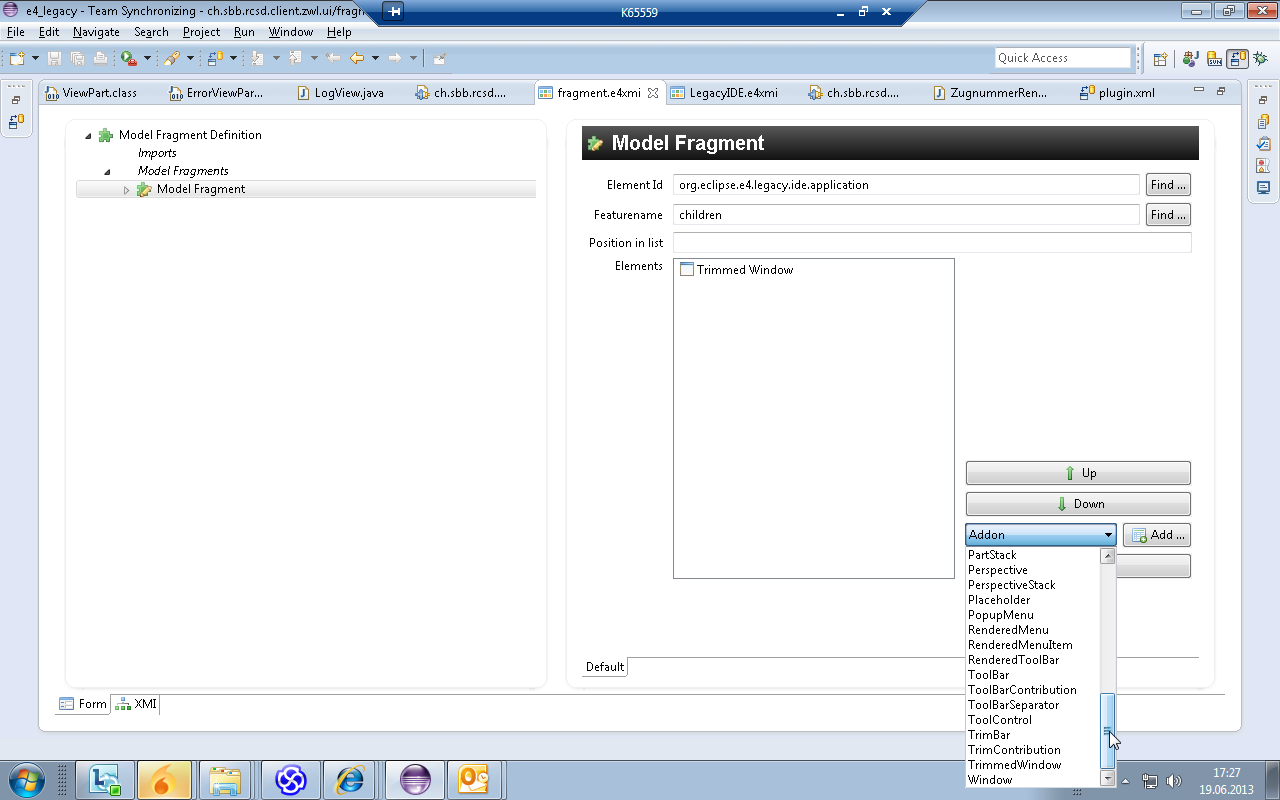 e4_legacy - Team Synchronizing - ch.sbb.rcsd.client.zwl.ui/fragm
K65559
File Edit Navigate Search Project Run Window Help
Quick Access
ViewPart.class ErrorViewPar... LogView.java ch.sbb.rcsd.... fragment.e4xmi LegacyIDE.e4xmi ch.sbb.rcsd.... ZugnummerRen... plugin.xml
Model Fragment Definition
Imports
Model Fragments
Model Fragment
Model Fragment
Element Id org.eclipse.e4.legacy.ide.application Find ...
Featurename children Find ...
Position in list
Elements Trimmed Window
Up
Down
Addon Add ...
PartStack
Perspective
PerspectiveStack
Placeholder
PopupMenu
RenderedMenu
RenderedMenuItem
RenderedToolBar
ToolBar
ToolBarContribution
ToolBarSeparator
ToolControl
TrimBar
TrimContribution
TrimmedWindow
Window
Default
Form XMI
17:27
19.06.2013